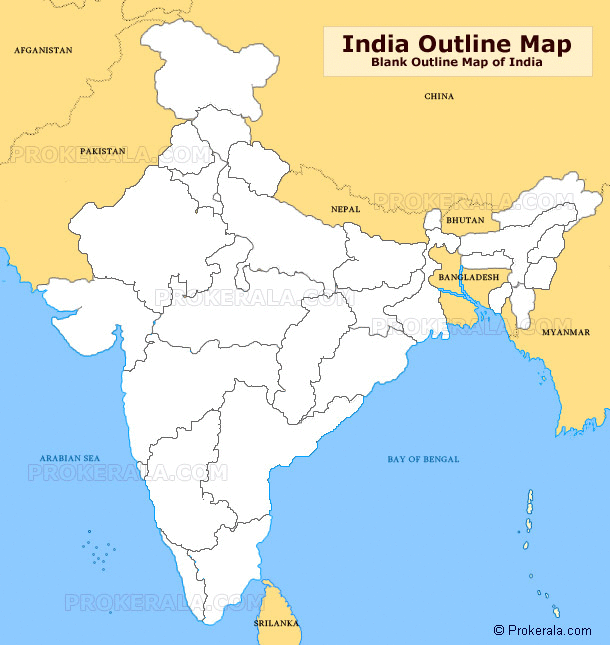 India Outline Map
Blank Outline Map of India
AFGANISTAN
CHINA
PAKISTAN
PROKERALA.COM
PROKERALA.COM
NEPAL
BHUTAN
BANGLADESH
PROKERALA.COM
PROKERALA.COM
MYANMAR
ARABIAN SEA
BAY OF BENGAL
PROKERALA.COM
PROKERALA.COM
SRILANKA
© Prokerala.com